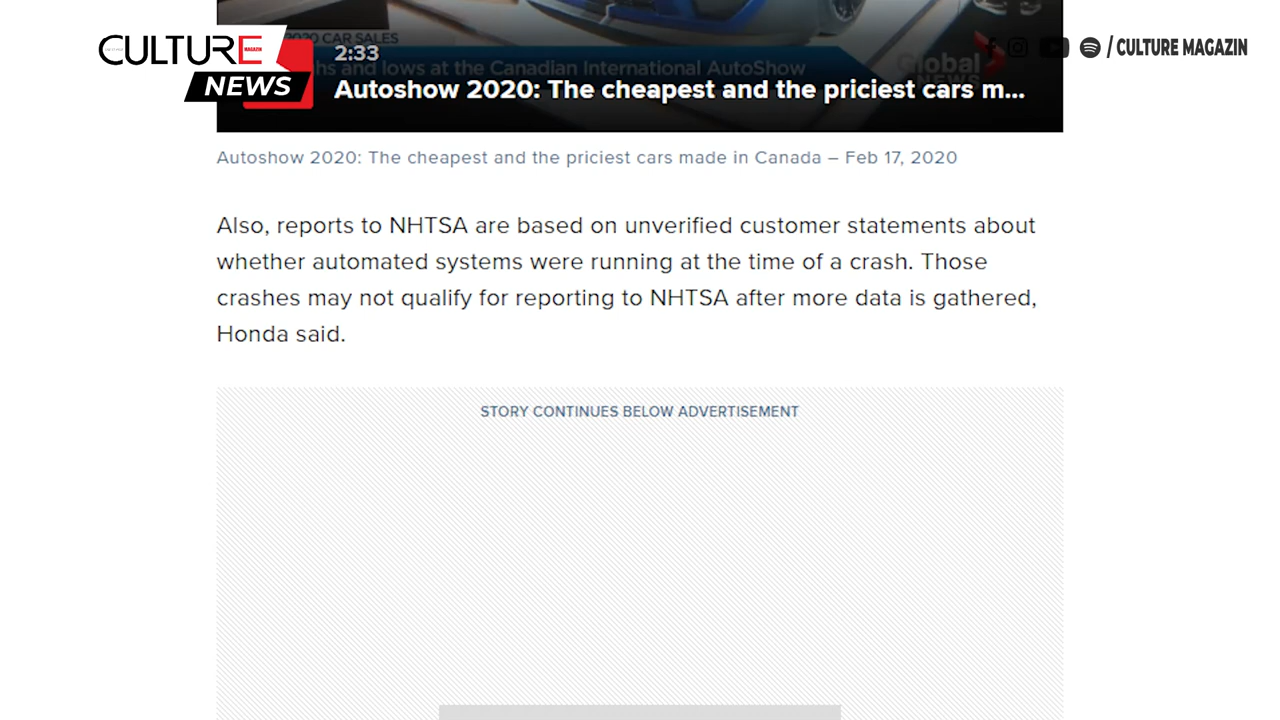 CULTURE
MAGAZIN
NEWS
2020 CAR SALES
2:33
hs and lows at the Canadian International AutoShow
Global
NEWS
Autoshow 2020: The cheapest and the priciest cars m...
/ CULTURE MAGAZIN
Autoshow 2020: The cheapest and the priciest cars made in Canada – Feb 17, 2020
Also, reports to NHTSA are based on unverified customer statements about
whether automated systems were running at the time of a crash. Those
crashes may not qualify for reporting to NHTSA after more data is gathered,
Honda said.
STORY CONTINUES BELOW ADVERTISEMENT